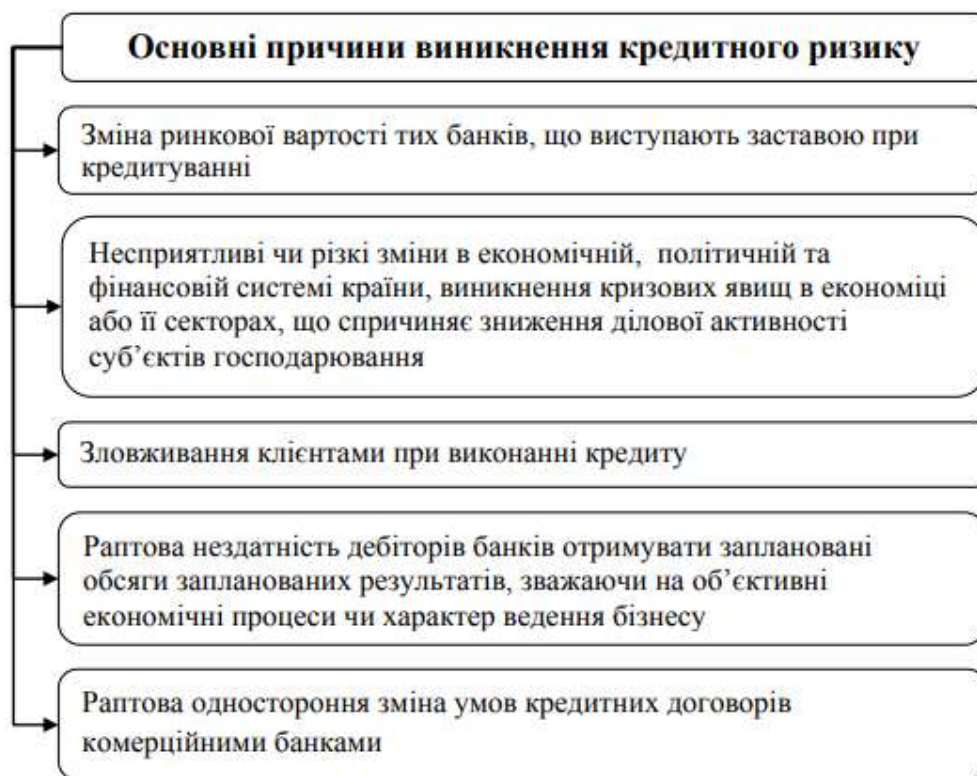 Основні причини виникнення кредитного ризику
Зміна ринкової вартості тих банків, що виступають заставою при
кредитуванні
Несприятливі чи різкі зміни в економічній, політичній та
фінансовій системі країни, виникнення кризових явищ в економіці
або її секторах, що спричиняє зниження ділової активності
суб’єктів господарювання
Зловживання клієнтами при виконанні кредиту
Раптова нездатність дебіторів банків отримувати заплановані
обсяги запланованих результатів, зважаючи на об’єктивні
економічні процеси чи характер ведення бізнесу
Раптова одностороння зміна умов кредитних договорів
комерційними банками